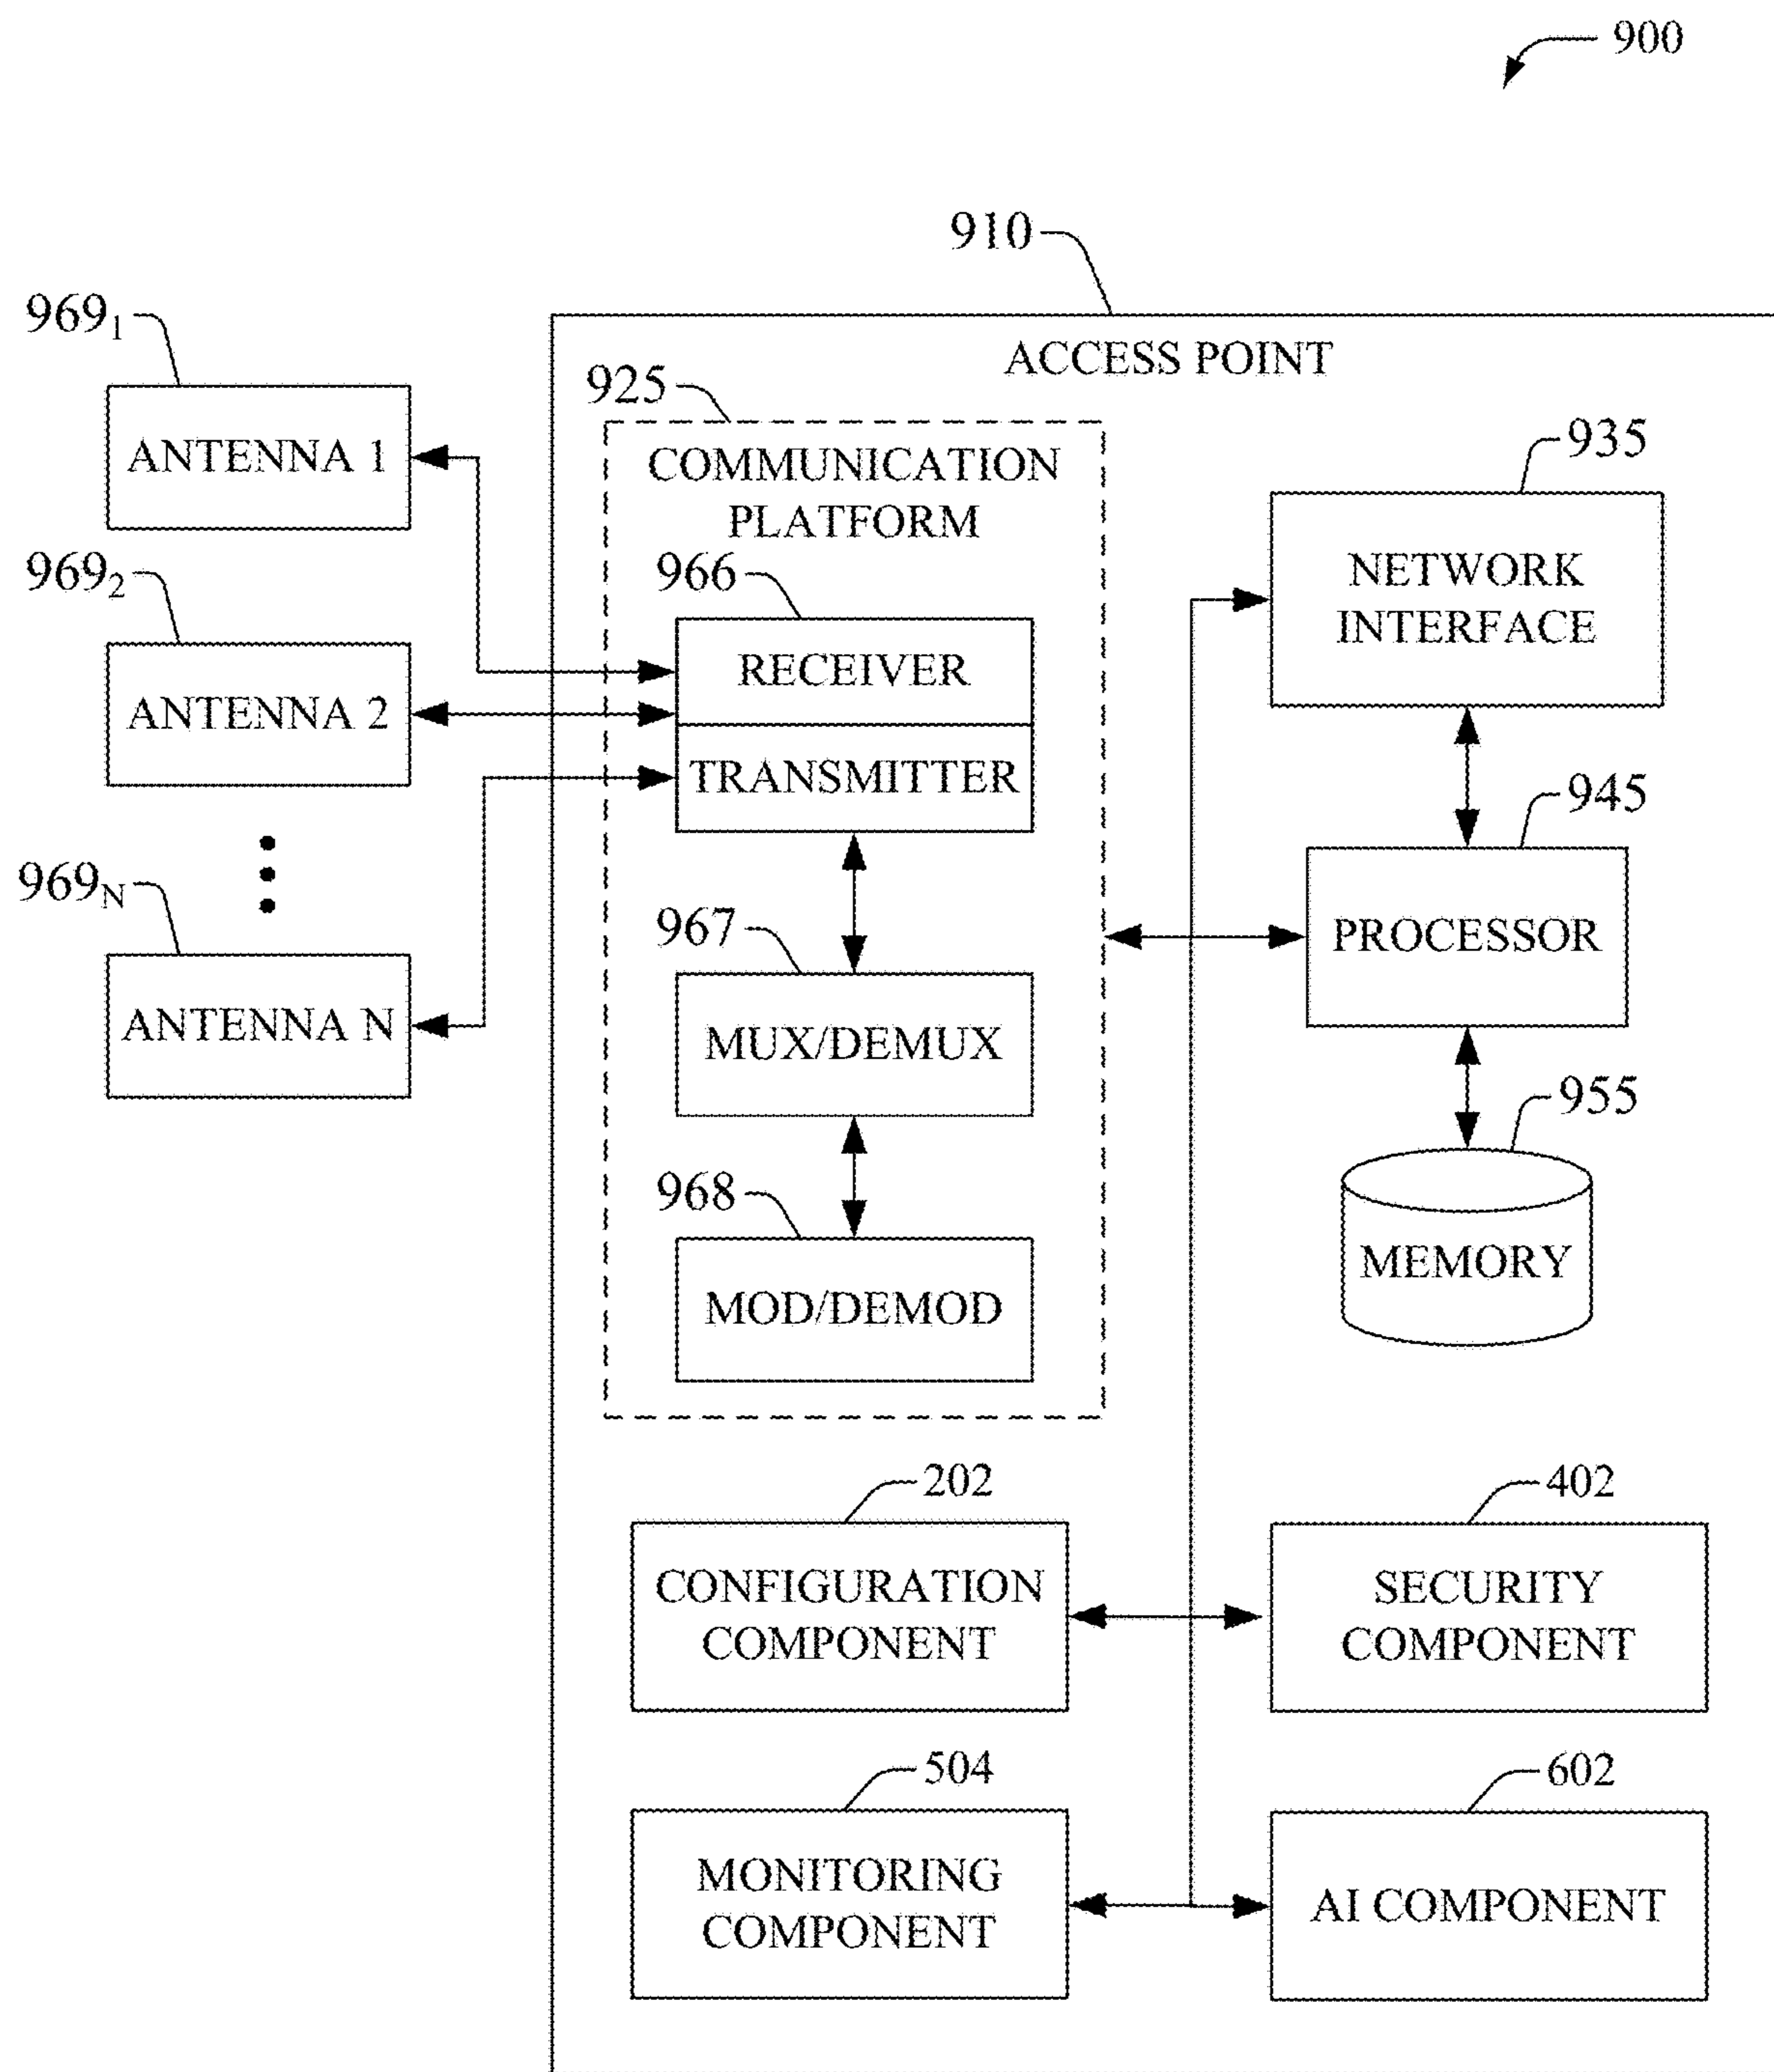 900
910
969₁
ACCESS POINT
925
ANTENNA 1
COMMUNICATION
PLATFORM
935
969₂
966
NETWORK
INTERFACE
RECEIVER
ANTENNA 2
TRANSMITTER
945
969N
967
PROCESSOR
ANTENNA N
MUX/DEMUX
955
968
MEMORY
MOD/DEMOD
202
402
CONFIGURATION
COMPONENT
SECURITY
COMPONENT
504
602
MONITORING
COMPONENT
AI COMPONENT